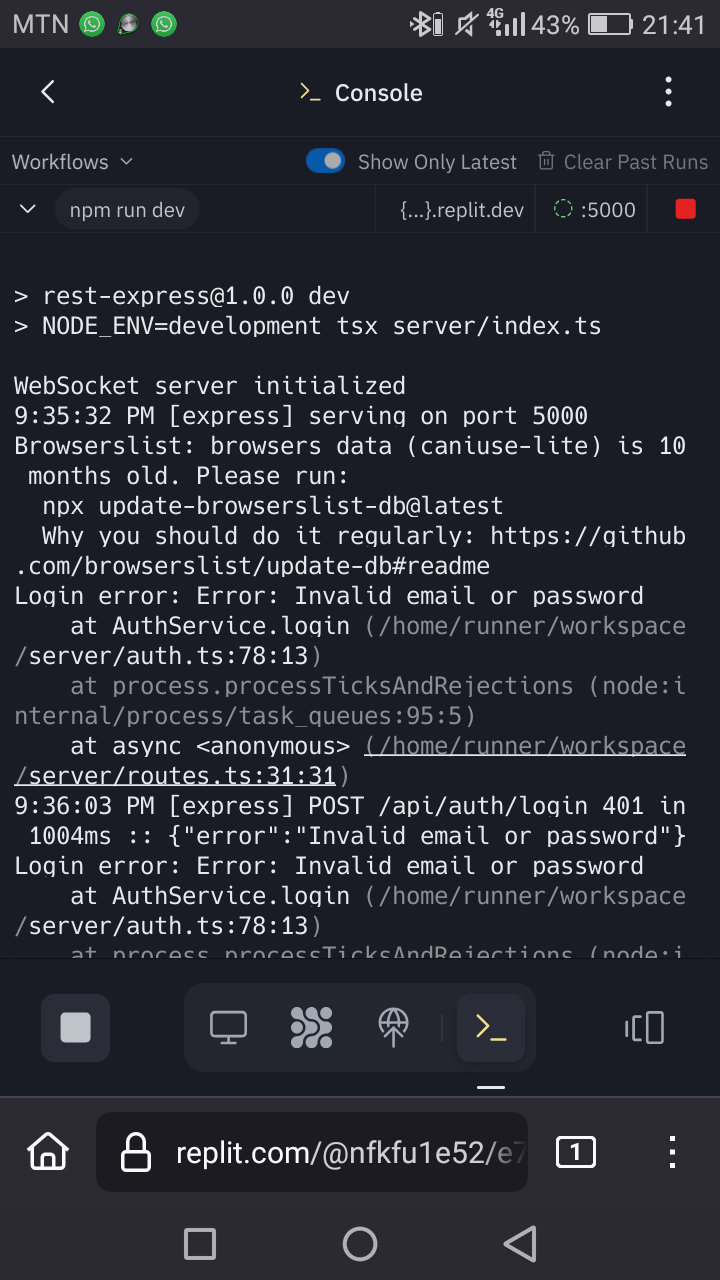 MTN 4G 43% 21:41
>_ Console
Workflows Show Only Latest Clear Past Runs
npm run dev {...}.replit.dev :5000
> rest-express@1.0.0 dev
> NODE_ENV=development tsx server/index.ts
WebSocket server initialized
9:35:32 PM [express] serving on port 5000
Browserslist: browsers data (caniuse-lite) is 10
months old. Please run:
npx update-browserslist-db@latest
Why you should do it regularly: https://github
.com/browserslist/update-db#readme
Login error: Error: Invalid email or password
at AuthService.login (/home/runner/workspace
/server/auth.ts:78:13)
at process.processTicksAndRejections (node:i
nternal/process/task_queues:95:5)
at async <anonymous> (/home/runner/workspace
/server/routes.ts:31:31)
9:36:03 PM [express] POST /api/auth/login 401 in
1004ms :: {"error":"Invalid email or password"}
Login error: Error: Invalid email or password
at AuthService.login (/home/runner/workspace
/server/auth.ts:78:13)
at process.processTicksAndRejections (node:i
replit.com/@nfkfu1e52/e7
1